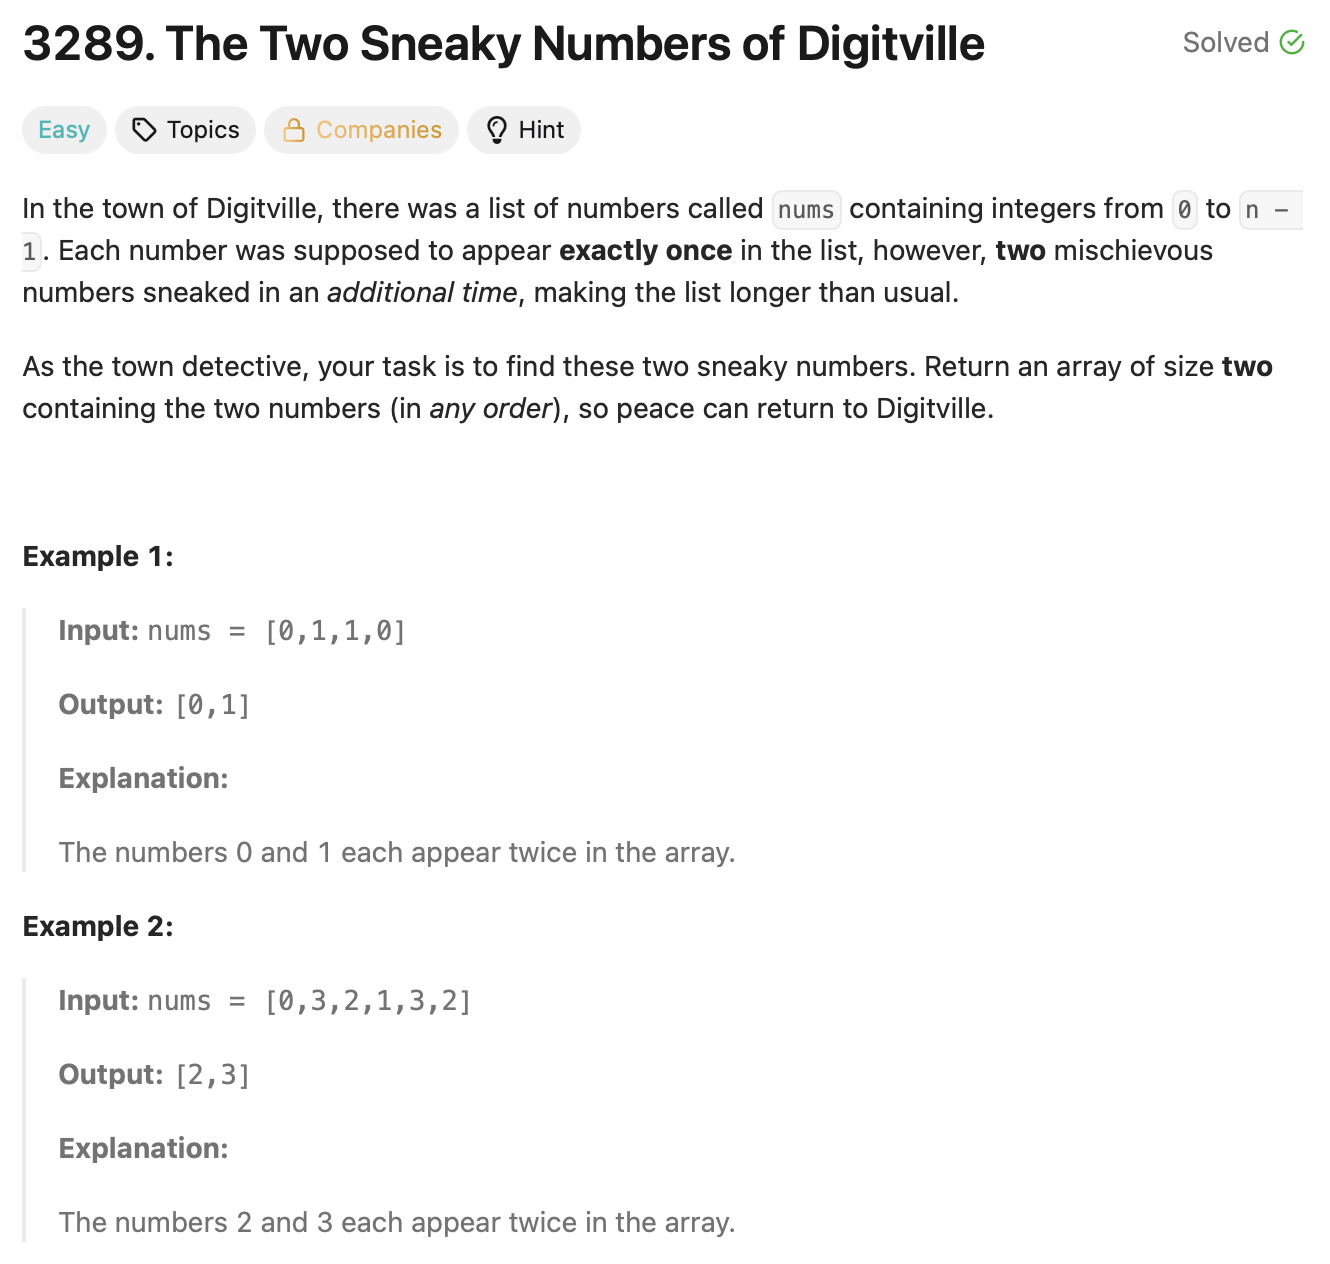 3289. The Two Sneaky Numbers of Digitville
Solved
Easy
Topics
Companies
Hint
In the town of Digitville, there was a list of numbers called nums containing integers from 0 to n -
1. Each number was supposed to appear exactly once in the list, however, two mischievous
numbers sneaked in an additional time, making the list longer than usual.
As the town detective, your task is to find these two sneaky numbers. Return an array of size two
containing the two numbers (in any order), so peace can return to Digitville.
Example 1:
Input: nums = [0,1,1,0]
Output: [0,1]
Explanation:
The numbers 0 and 1 each appear twice in the array.
Example 2:
Input: nums = [0,3,2,1,3,2]
Output: [2,3]
Explanation:
The numbers 2 and 3 each appear twice in the array.